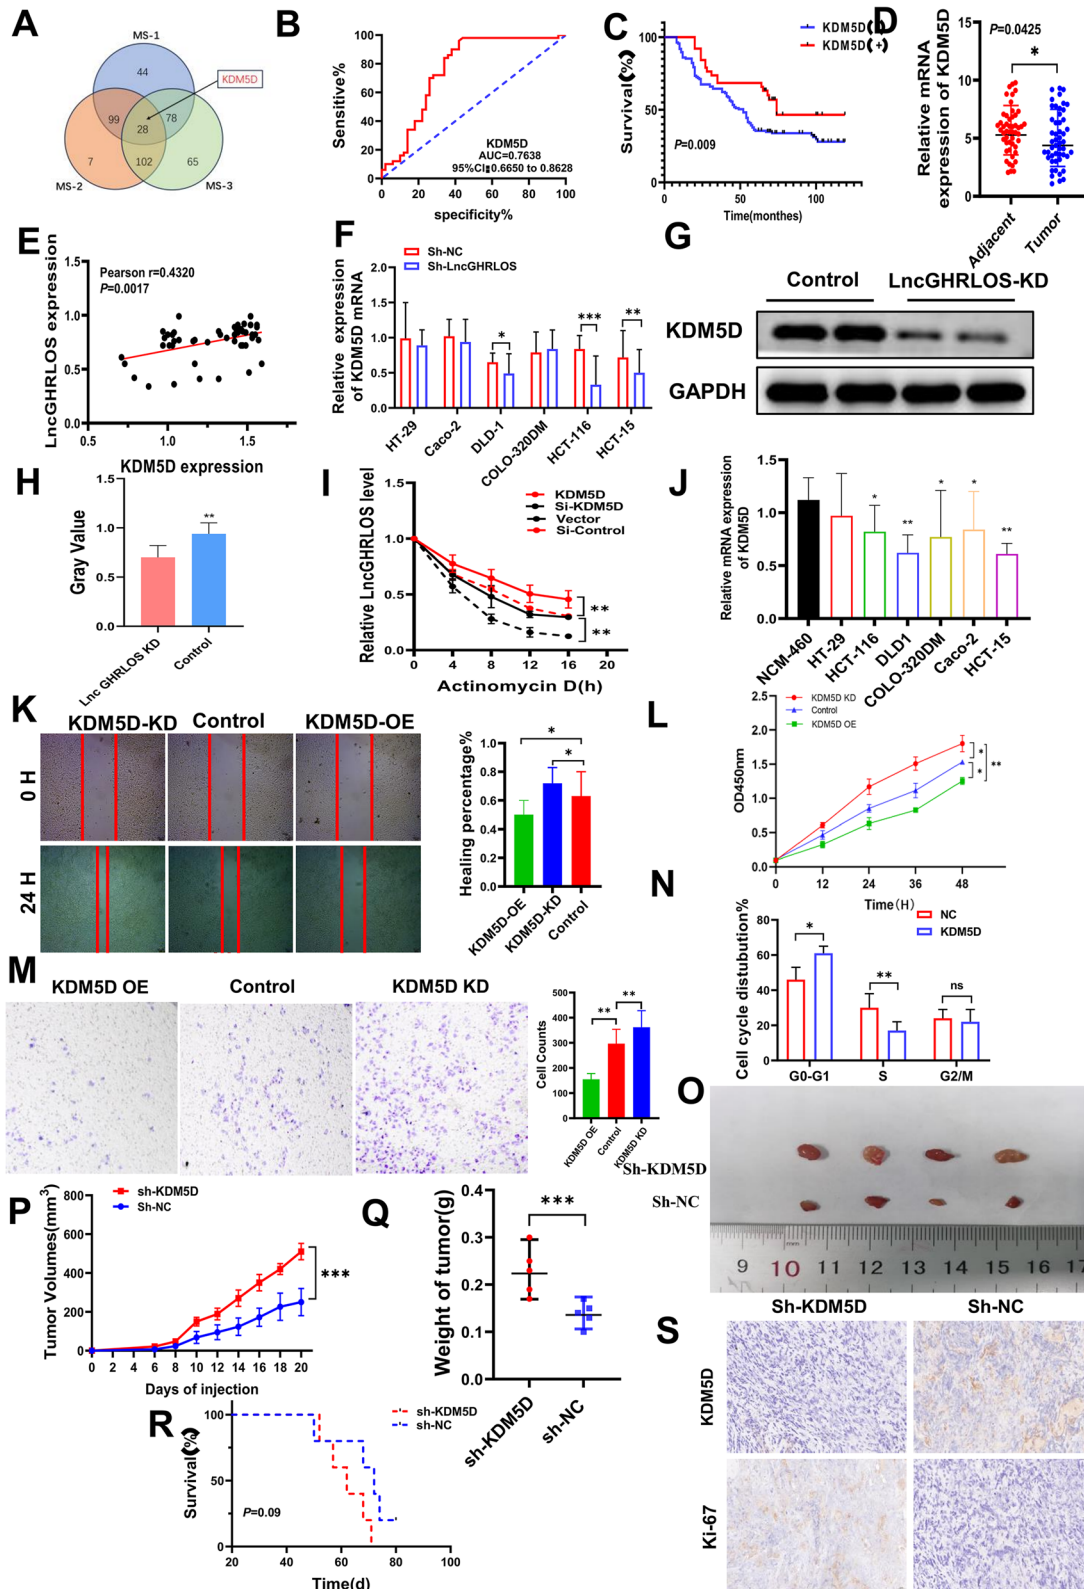 A
MS-1
44
KDM5D
99
78
28
7
102
65
MS-2
MS-3
B
Sensitive%
100
80
60
40
20
0
KDM5D
AUC=0.7638
0.6650 to 0.8628
0 20 40 60 80 100
specificity%
C
KDM5D(-)
KDM5D(+)
Survival(%)
100
50
0
P=0.009
0 50 100
Time(monthes)
D
Relative mRNA
expression of KDM5D
15
10
5
0
P=0.0425
*
Adjacent
Tumor
E
LncGHRLOS expression
1.5
1.0
0.5
0.0
Pearson r=0.4320
P=0.0017
0.5 1.0 1.5
KDM5D expression
F
Sh-NC
Sh-LncGHRLOS
Relative expression
of KDM5D mRNA
2.0
1.5
1.0
0.5
0.0
* *** **
HT-29
Caco-2
DLD-1
COLO-320DM
HCT-116
HCT-15
G
Control LncGHRLOS-KD
KDM5D
GAPDH
H
Gray Value
1.5
1.0
0.5
0.0
**
Lnc GHRLOS KD
Control
I
Relative LncGHRLOS level
1.5
1.0
0.5
0.0
KDM5D
Si-KDM5D
Vector
Si-Control
**
**
0 4 8 12 16 20
Actinomycin D(h)
J
Relative mRNA expression
of KDM5D
1.5
1.0
0.5
0.0
* ** * * **
NCM-460
HT-29
HCT-116
DLD1
COLO-320DM
Caco-2
HCT-15
K
KDM5D-KD Control KDM5D-OE
0 H
24 H
Healing percentage%
1.0
0.8
0.6
0.4
0.2
0.0
*
*
KDM5D-OE
KDM5D-KD
Control
L
KDM5D KD
Control
KDM5D OE
OD450nm
2.5
2.0
1.5
1.0
0.5
0.0
*
*
**
0 12 24 36 48
Time(H)
M
KDM5D OE Control KDM5D KD
Cell Counts
500
400
300
200
100
0
** **
KDM5D OE
Control
KDM5D KD
N
NC
KDM5D
Cell cycle distubution%
80
60
40
20
0
* ** ns
G0-G1 S G2/M
O
Sh-KDM5D
Sh-NC
mm
9 10 11 12 13 14 15 16 17
P
sh-KDM5D
Sh-NC
Tumor Volumes(mm3)
800
600
400
200
0
***
0 2 4 6 8 10 12 14 16 18 20
Days of injection
Q
Weight of tumor(g)
0.4
0.3
0.2
0.1
0.0
***
sh-KDM5D
sh-NC
R
sh-KDM5D
sh-NC
Survival(%)
100
50
0
P=0.09
20 40 60 80 100
Time(d)
S
Sh-KDM5D Sh-NC
KDM5D
Ki-67